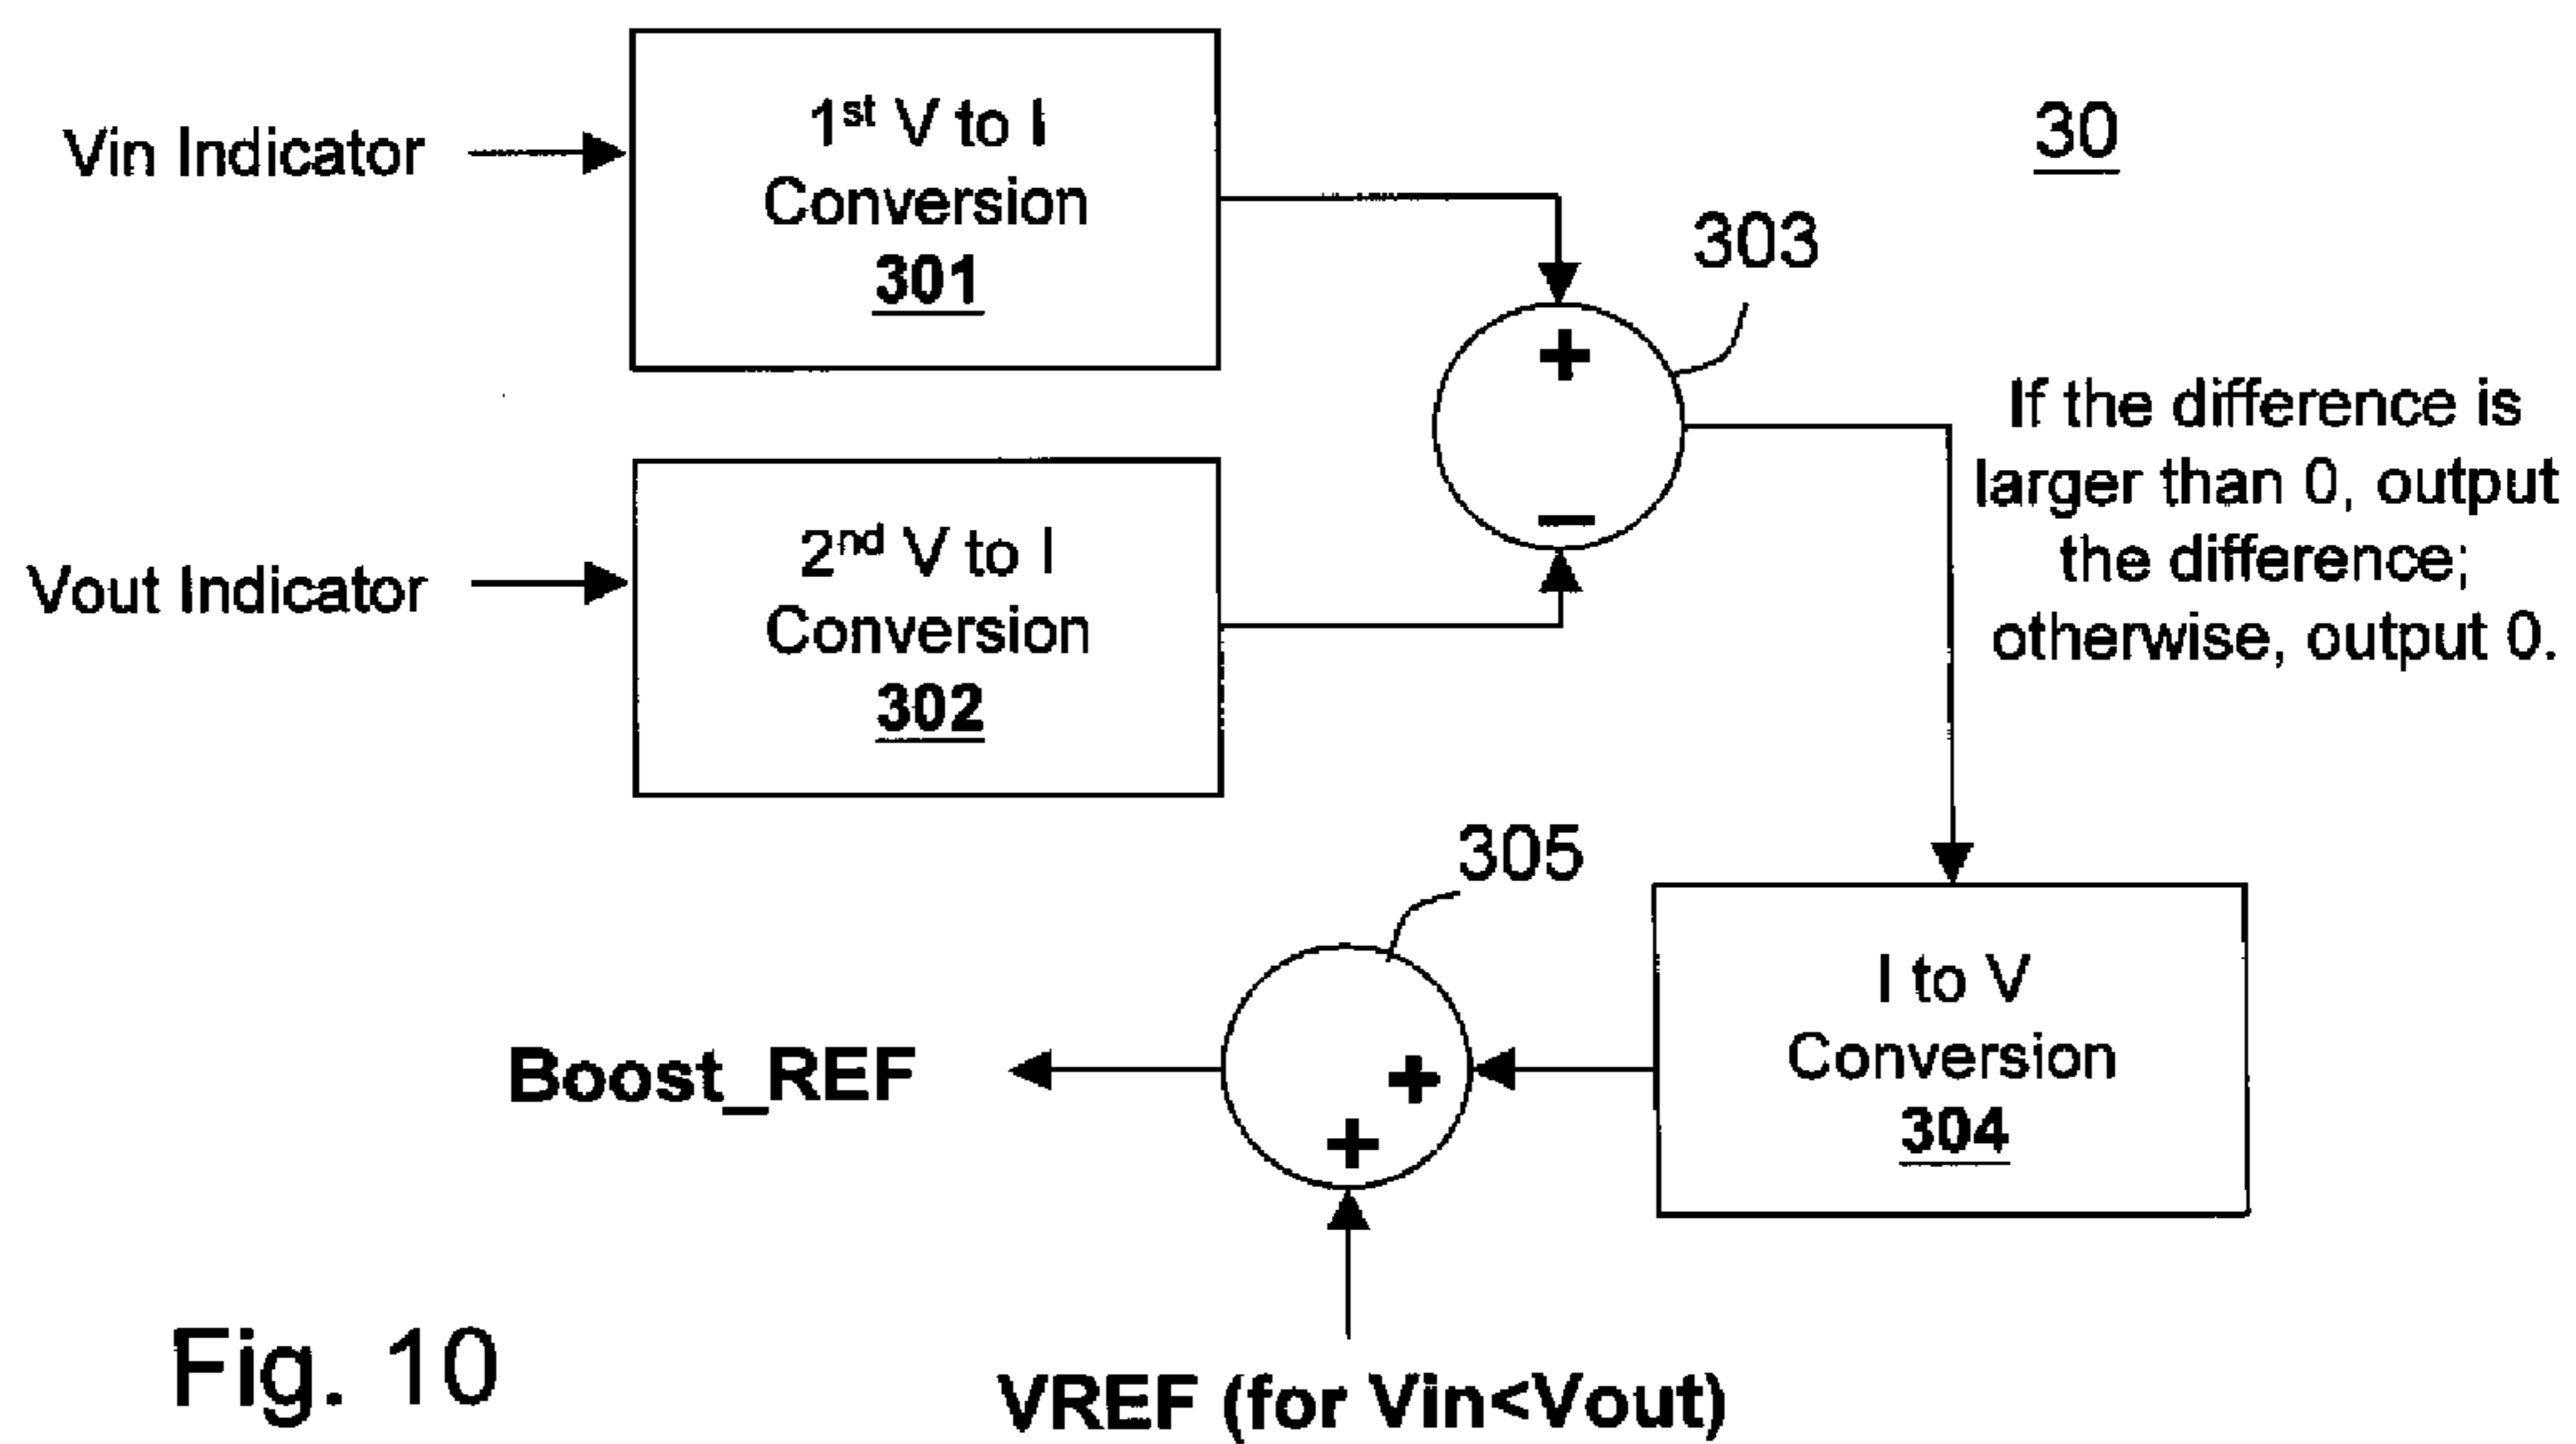 Vin Indicator
1st V to I
Conversion
301
30
303
+
−
If the difference is
larger than 0, output
the difference;
otherwise, output 0.
Vout Indicator
2nd V to I
Conversion
302
305
I to V
Conversion
304
+
+
Boost_REF
VREF (for Vin<Vout)
Fig. 10